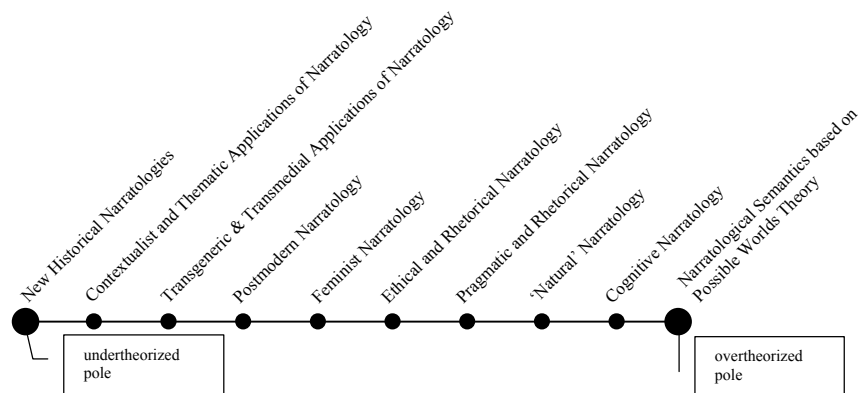 New Historical Narratologies
Contextualist and Thematic Applications of Narratology
Transgeneric & Transmedial Applications of Narratology
Postmodern Narratology
Feminist Narratology
Ethical and Rhetorical Narratology
Pragmatic and Rhetorical Narratology
‘Natural’ Narratology
Cognitive Narratology
Narratological Semantics based on
Possible Worlds Theory
undertheorized
pole
overtheorized
pole